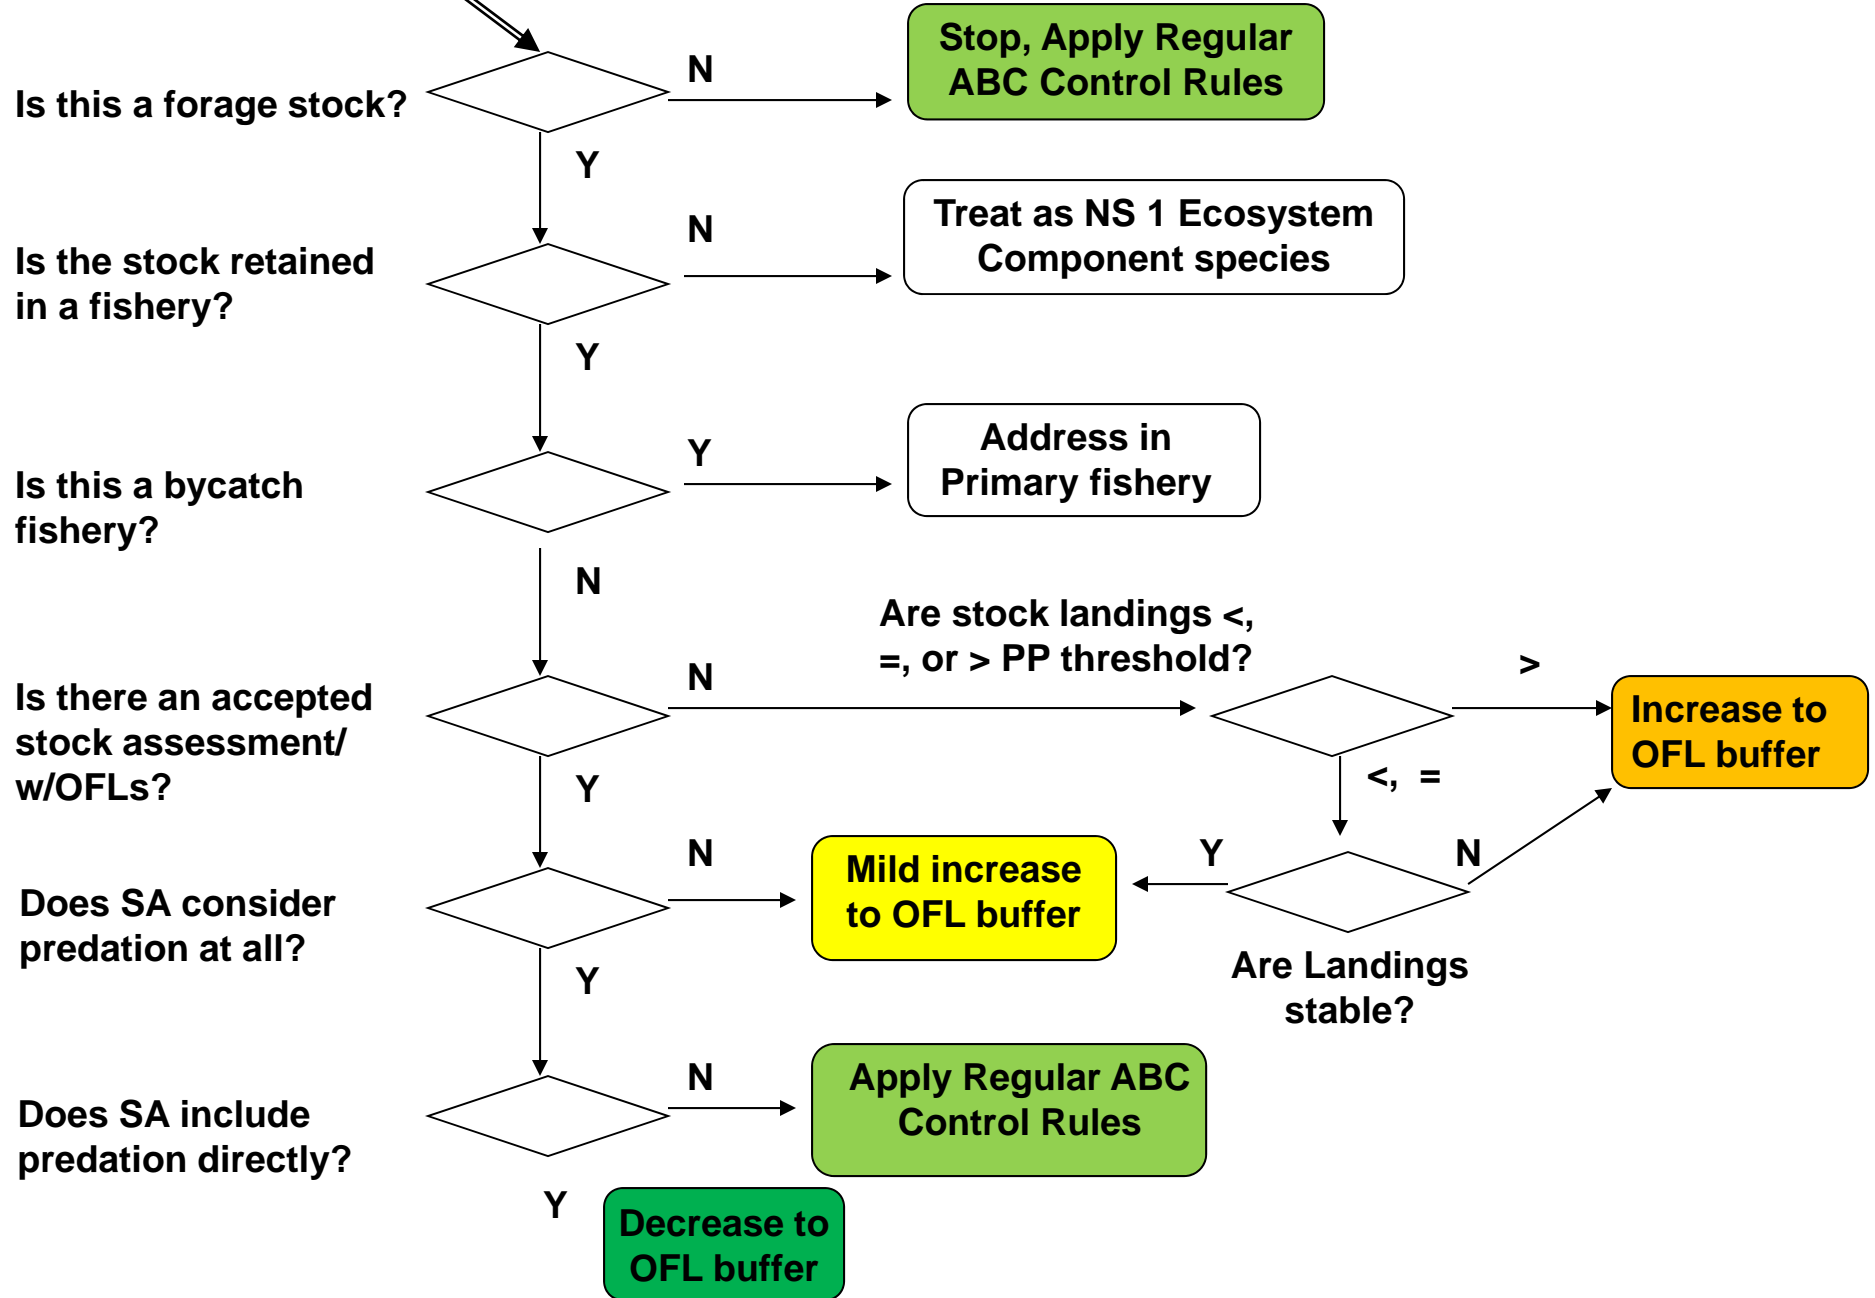 Stop, Apply Regular
ABC Control Rules
N
Is this a forage stock?
Y
Treat as NS 1 Ecosystem
Component species
N
Is the stock retained
in a fishery?
Y
Address in
Primary fishery
Y
Is this a bycatch
fishery?
N
Are stock landings <,
=, or > PP threshold?
N
>
Is there an accepted
stock assessment/
w/OFLs?
Increase to
OFL buffer
Y
<, =
N
Mild increase
to OFL buffer
Y
N
Does SA consider
predation at all?
Are Landings
stable?
Y
N
Apply Regular ABC
Control Rules
Does SA include
predation directly?
Y
Decrease to
OFL buffer